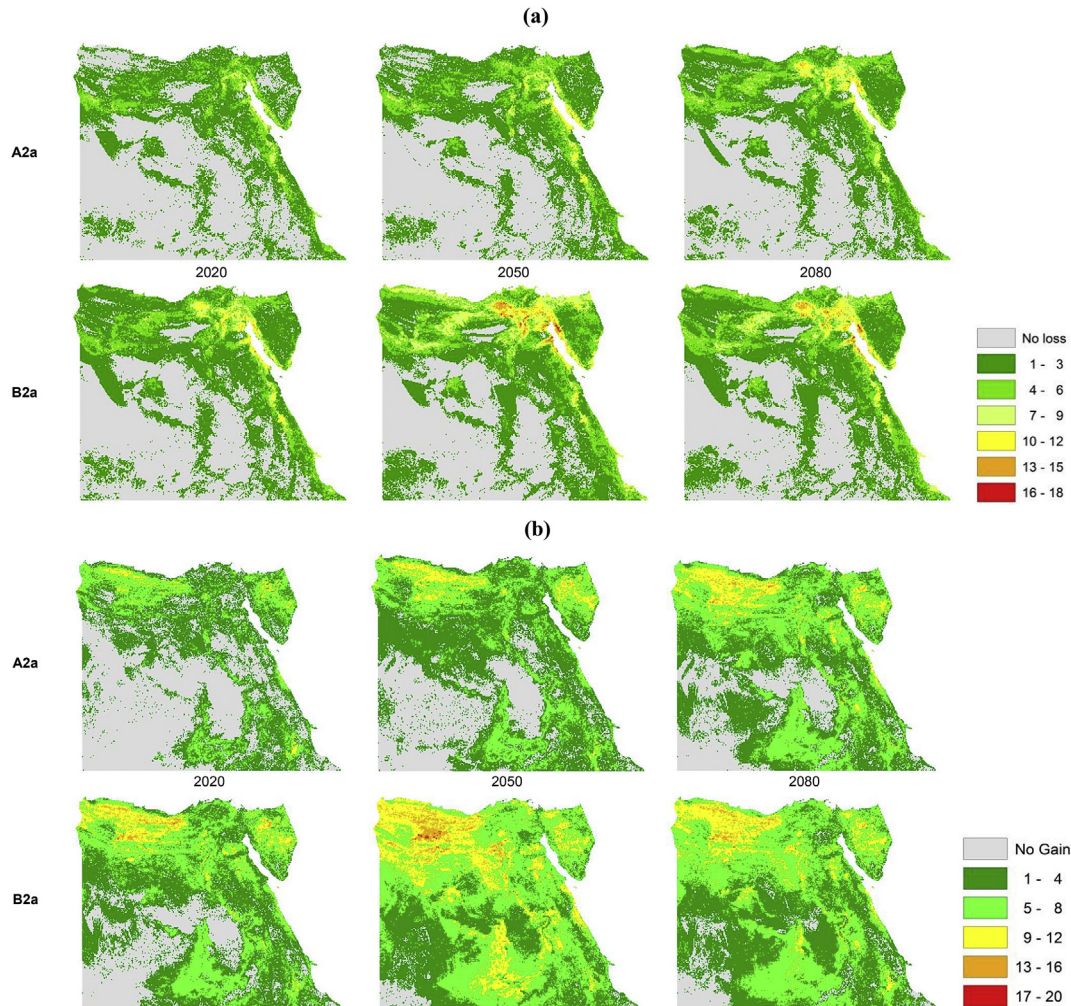 (a)
A2a
2020 2050 2080
B2a
No loss
1 - 3
4 - 6
7 - 9
10 - 12
13 - 15
16 - 18
(b)
A2a
2020 2050 2080
B2a
No Gain
1 - 4
5 - 8
9 - 12
13 - 16
17 - 20